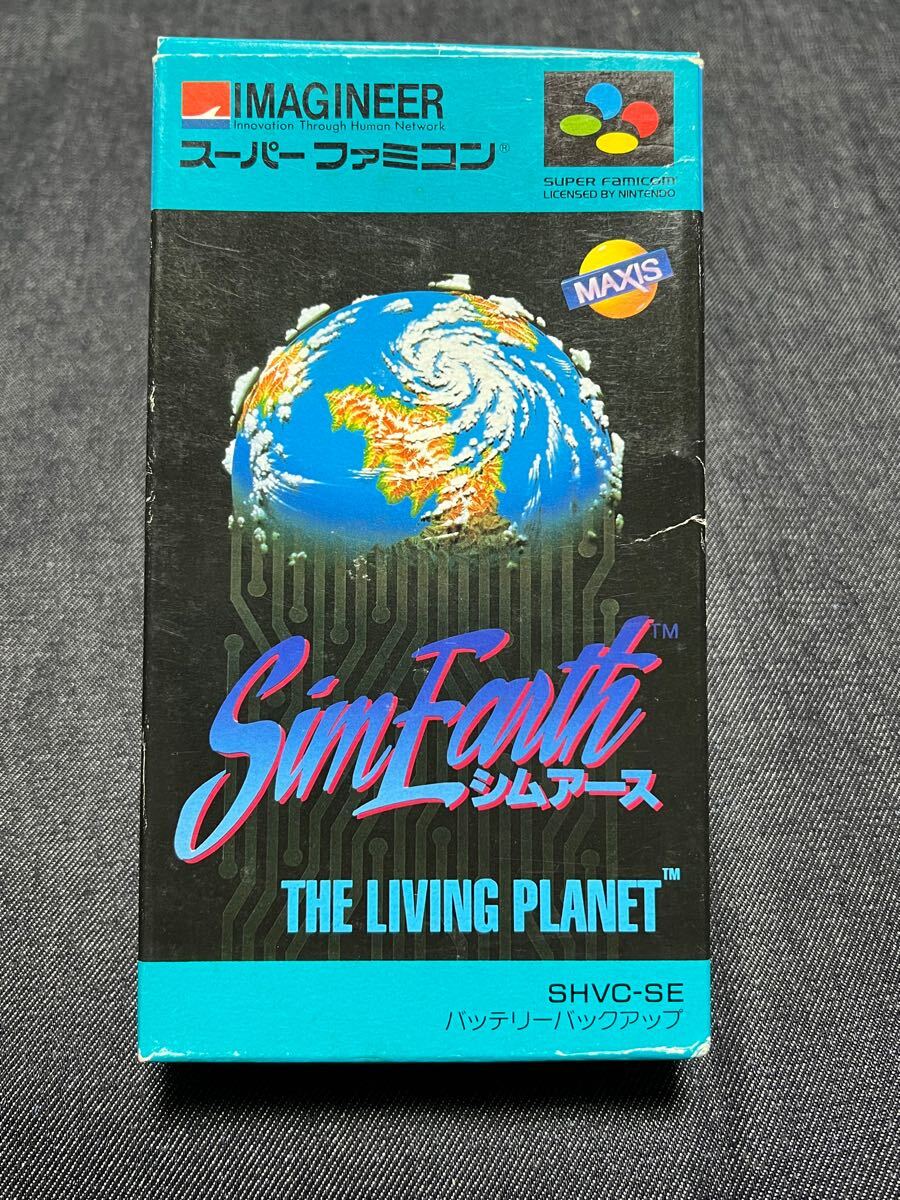 IMAGINEER
Innovation Through Human Network
スーパーファミコン®
SUPER FAMICOM
LICENSED BY NINTENDO
MAXIS
SimEarth™
シムアース
THE LIVING PLANET™
SHVC-SE
バッテリーバックアップ